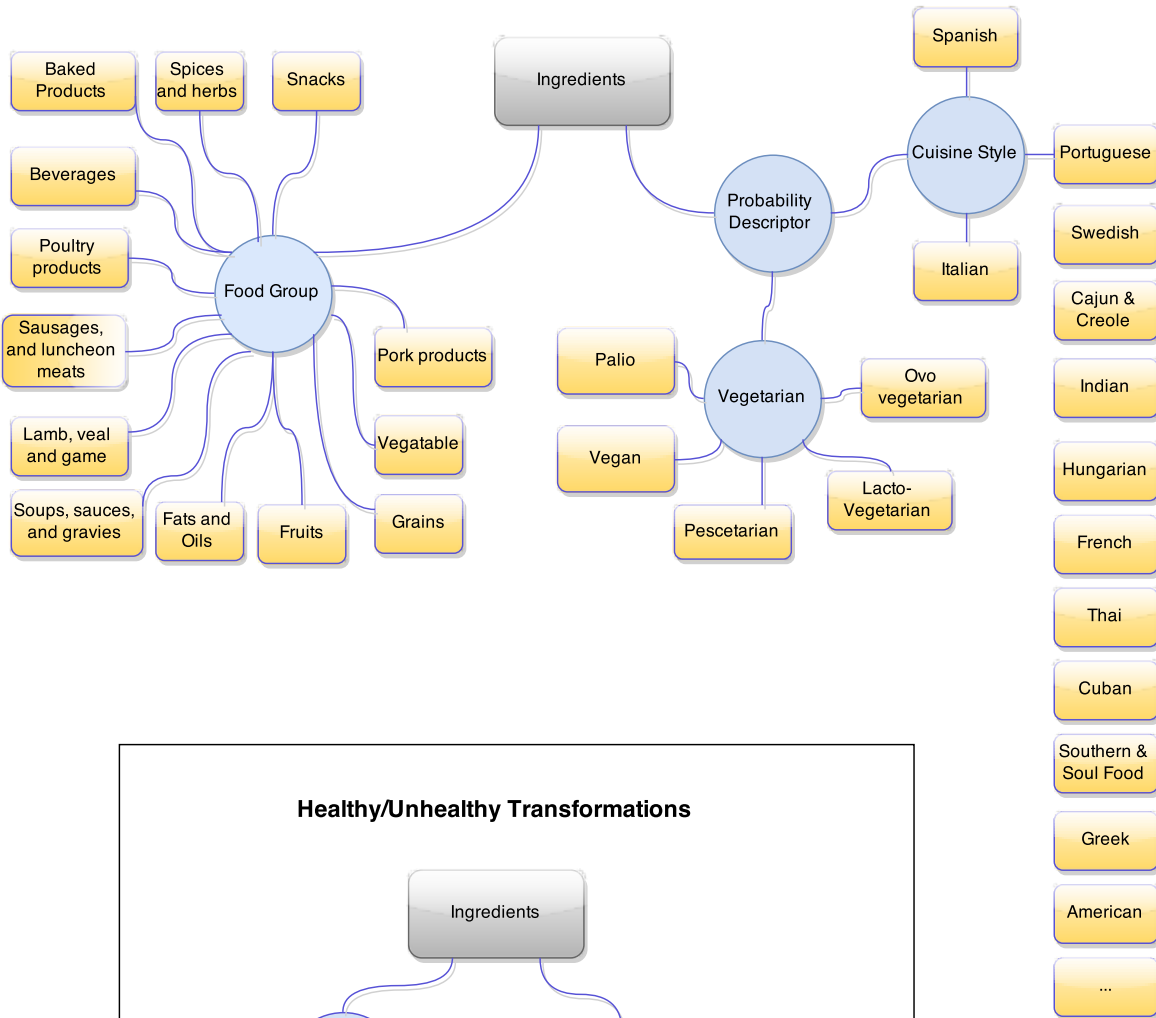 Spanish
Baked
Products
Spices
and herbs
Snacks
Ingredients
Cuisine Style
Portuguese
Beverages
Probability
Descriptor
Swedish
Poultry
products
Italian
Food Group
Cajun &
Creole
Sausages,
and luncheon
meats
Pork products
Palio
Vegetarian
Ovo
vegetarian
Indian
Lamb, veal
and game
Vegatable
Vegan
Hungarian
Soups, sauces,
and gravies
Fats and
Oils
Fruits
Grains
Pescetarian
Lacto-
Vegetarian
French
Thai
Cuban
Southern &
Soul Food
Healthy/Unhealthy Transformations
Greek
Ingredients
American
...